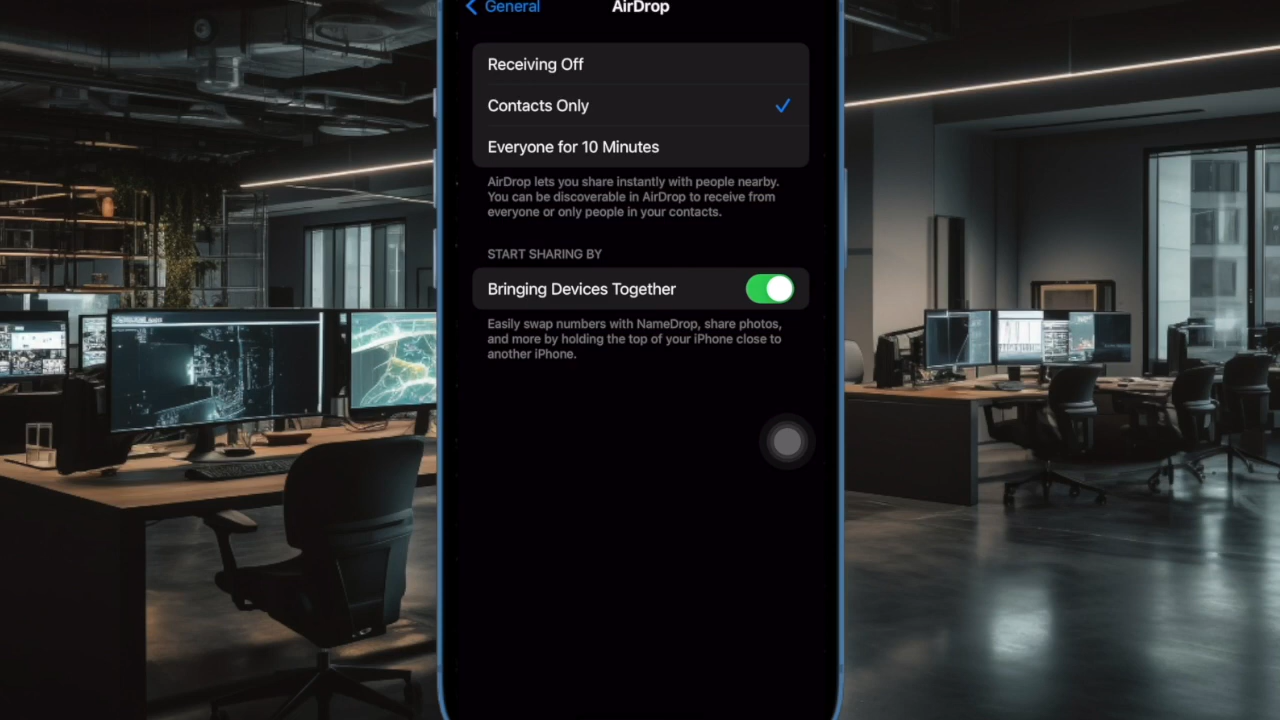 General
AirDrop
Receiving Off
Contacts Only
Everyone for 10 Minutes
AirDrop lets you share instantly with people nearby.
You can be discoverable in AirDrop to receive from
everyone or only people in your contacts.
START SHARING BY
Bringing Devices Together
Easily swap numbers with NameDrop, share photos,
and more by holding the top of your iPhone close to
another iPhone.